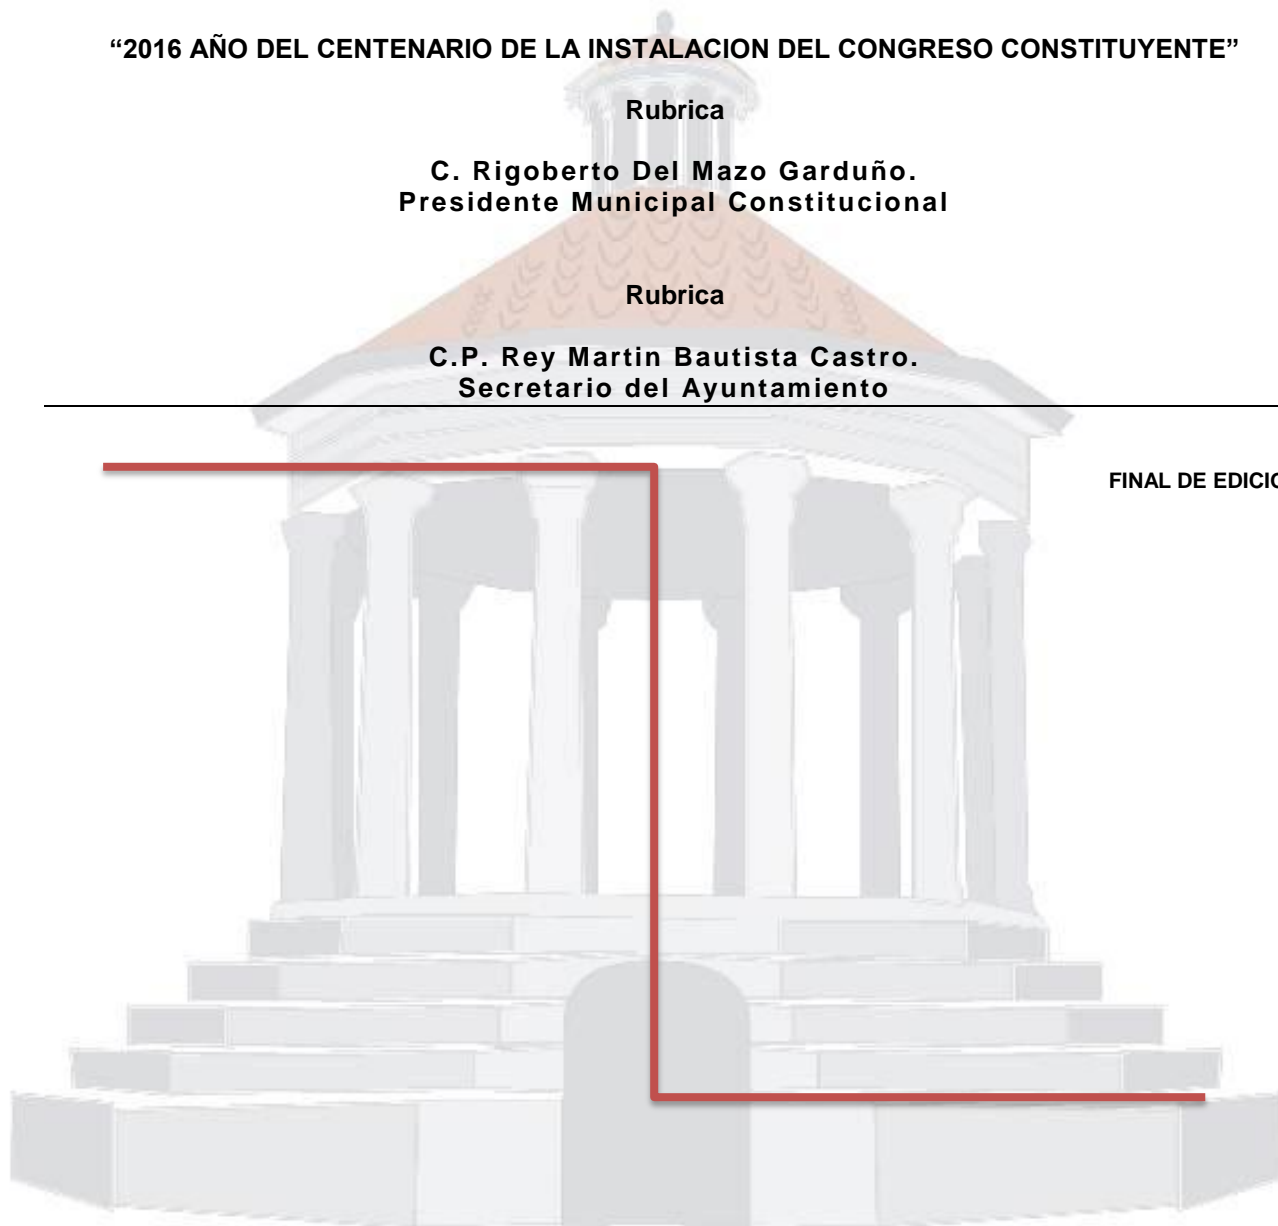 “2016 AÑO DEL CENTENARIO DE LA INSTALACION DEL CONGRESO CONSTITUYENTE”
Rubrica
C. Rigoberto Del Mazo Garduño.
Presidente Municipal Constitucional
Rubrica
C.P. Rey Martin Bautista Castro.
Secretario del Ayuntamiento
FINAL DE